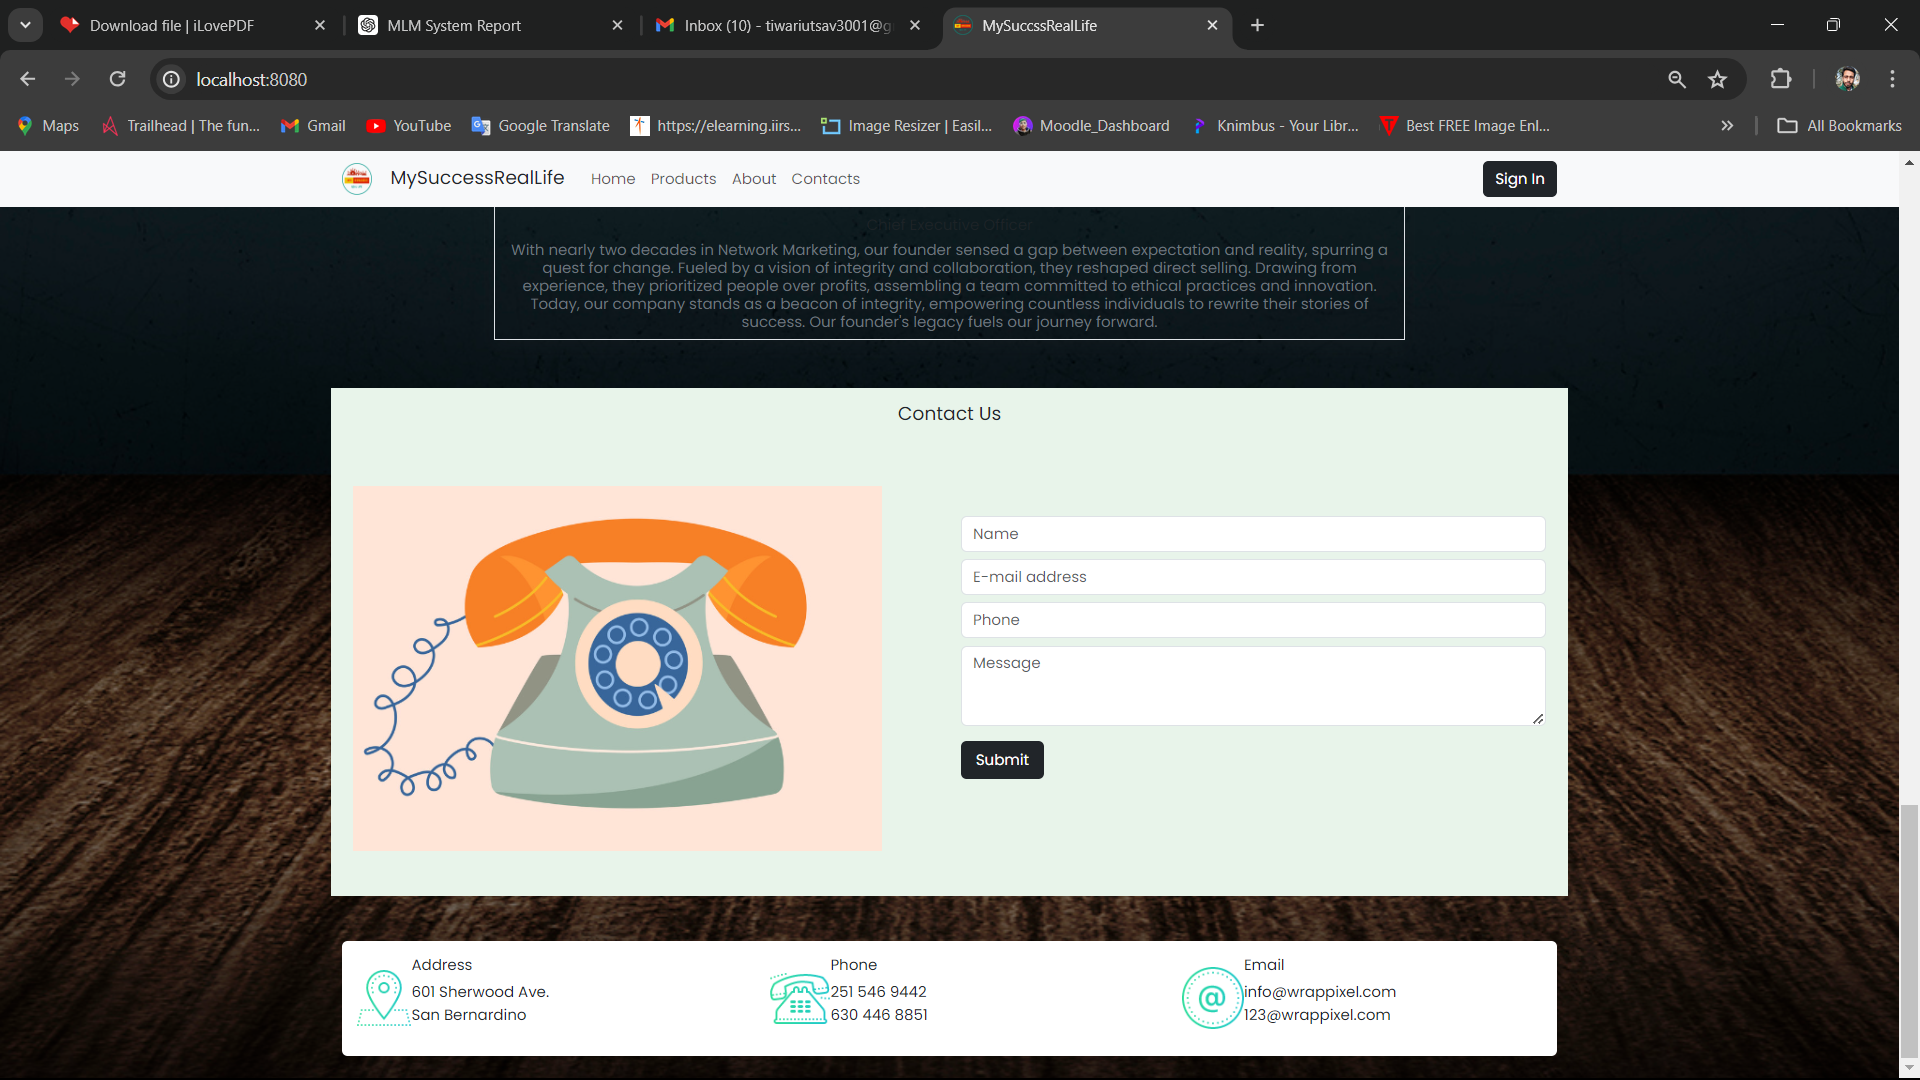 Download file | iLovePDF
MLM System Report
Inbox (10) - tiwariutsav3001@g
MySuccssRealLife
localhost:8080
Maps
Trailhead | The fun...
Gmail
YouTube
Google Translate
https://elearning.iirs...
Image Resizer | Easil...
Moodle_Dashboard
Knimbus - Your Libr...
Best FREE Image Enl...
All Bookmarks
MySuccessRealLife
Home
Products
About
Contacts
Sign In
Chief Executive Officer
With nearly two decades in Network Marketing, our founder sensed a gap between expectation and reality, spurring a
quest for change. Fueled by a vision of integrity and collaboration, they reshaped direct selling. Drawing from
experience, they prioritized people over profits, assembling a team committed to ethical practices and innovation.
Today, our company stands as a beacon of integrity, empowering countless individuals to rewrite their stories of
success. Our founder's legacy fuels our journey forward.
Contact Us
Name
E-mail address
Phone
Message
Submit
Address
601 Sherwood Ave.
San Bernardino
Phone
251 546 9442
630 446 8851
Email
info@wrappixel.com
123@wrappixel.com